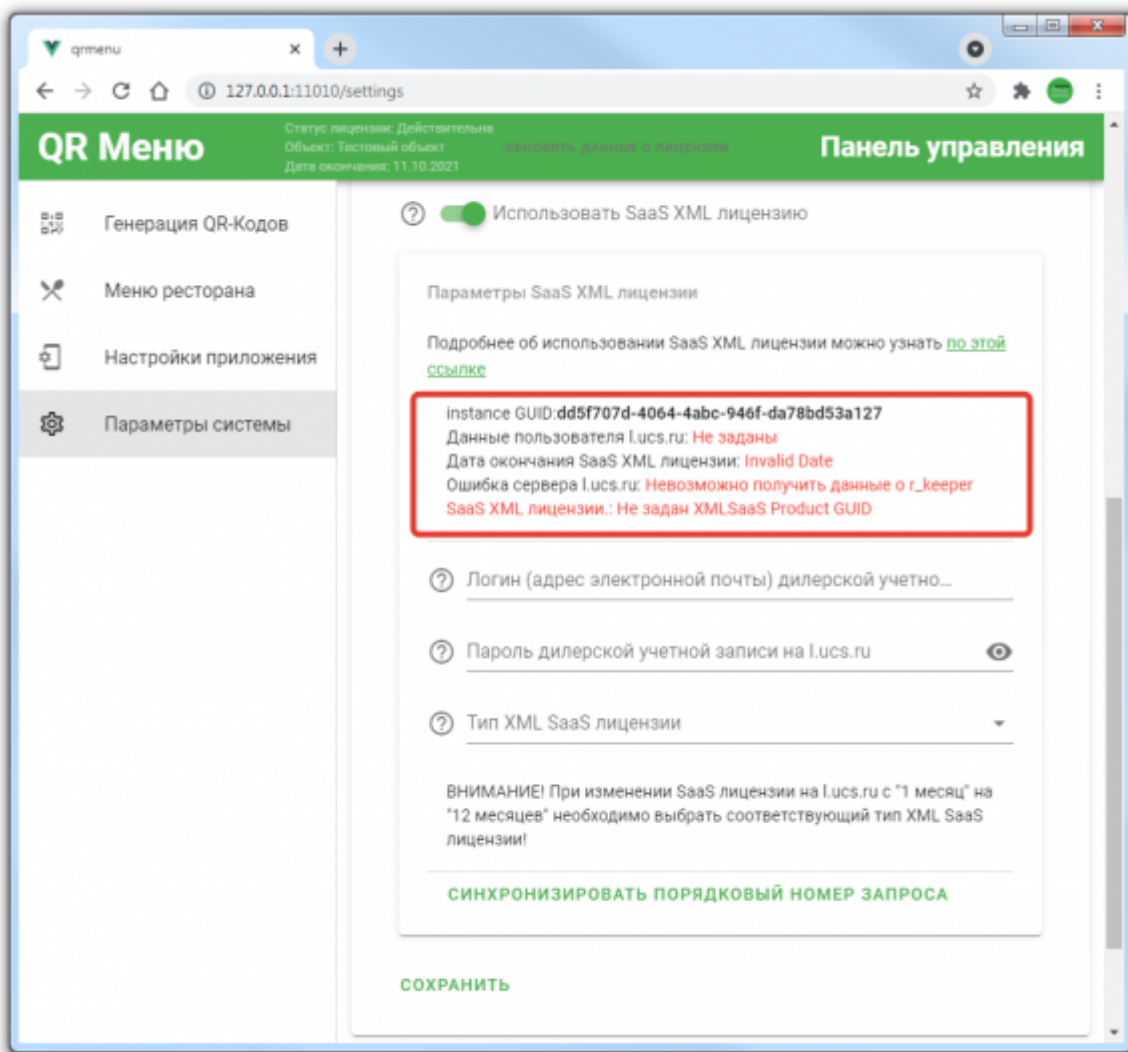 qrmenu
127.0.0.1:11010/settings
QR Меню
Статус лицензии: Действительна
Объект: Тестовый объект
Дата окончания: 11.10.2021
ОБНОВИТЬ ДАННЫЕ О ЛИЦЕНЗИИ
Панель управления
Генерация QR-Кодов
Меню ресторана
Настройки приложения
Параметры системы
Использовать SaaS XML лицензию
Параметры SaaS XML лицензии
Подробнее об использовании SaaS XML лицензии можно узнать по этой
ссылке
instance GUID:dd5f707d-4064-4abc-946f-da78bd53a127
Данные пользователя l.ucs.ru: Не заданы
Дата окончания SaaS XML лицензии: Invalid Date
Ошибка сервера l.ucs.ru: Невозможно получить данные о r_keeper
SaaS XML лицензии.: Не задан XMLSaaS Product GUID
Логин (адрес электронной почты) дилерской учетно...
Пароль дилерской учетной записи на l.ucs.ru
Тип XML SaaS лицензии
ВНИМАНИЕ! При изменении SaaS лицензии на l.ucs.ru с "1 месяц" на
"12 месяцев" необходимо выбрать соответствующий тип XML SaaS
лицензии!
СИНХРОНИЗИРОВАТЬ ПОРЯДКОВЫЙ НОМЕР ЗАПРОСА
СОХРАНИТЬ